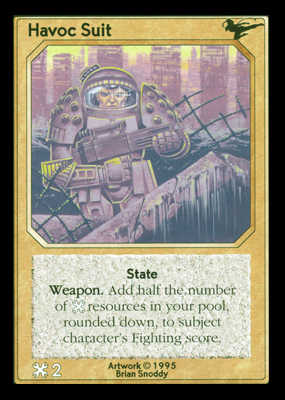 Havoc Suit
State
Weapon. Add half the number
of resources in your pool,
rounded down, to subject
character's Fighting score.
2
Artwork © 1995
Brian Snoddy